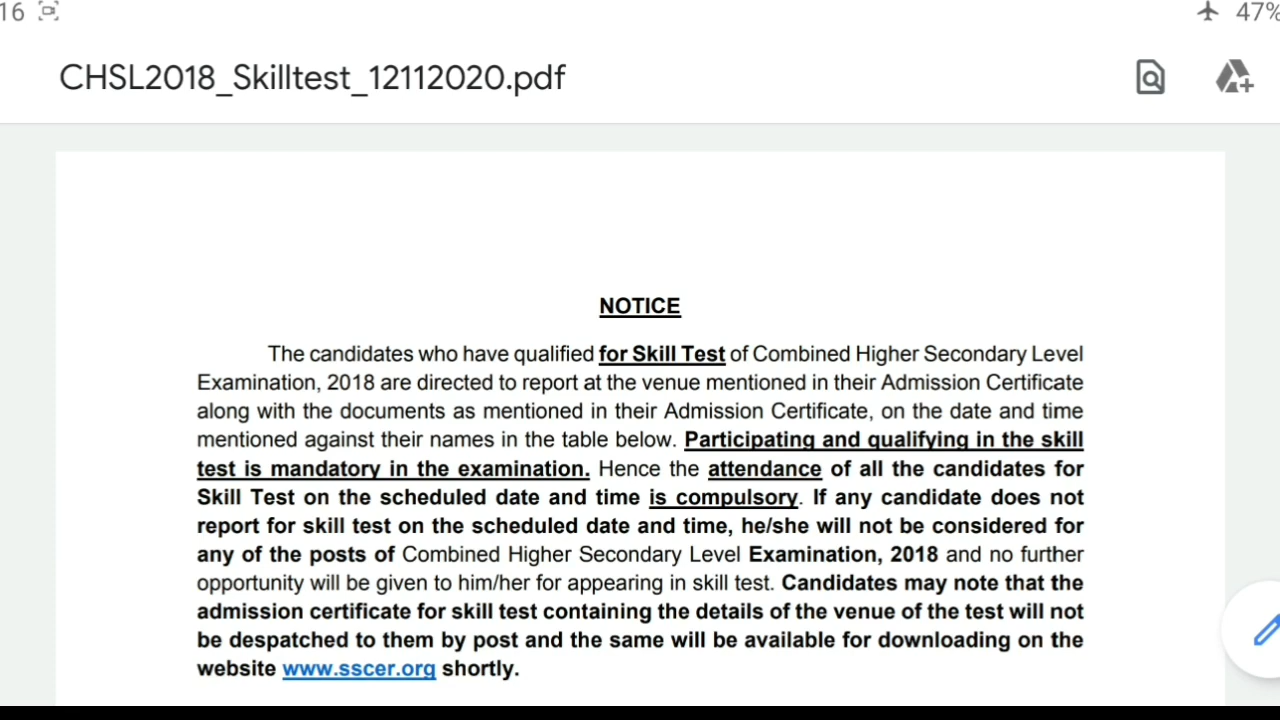 16
47%
CHSL2018_Skilltest_12112020.pdf
NOTICE
The candidates who have qualified for Skill Test of Combined Higher Secondary Level
Examination, 2018 are directed to report at the venue mentioned in their Admission Certificate
along with the documents as mentioned in their Admission Certificate, on the date and time
mentioned against their names in the table below. Participating and qualifying in the skill
test is mandatory in the examination. Hence the attendance of all the candidates for
Skill Test on the scheduled date and time is compulsory. If any candidate does not
report for skill test on the scheduled date and time, he/she will not be considered for
any of the posts of Combined Higher Secondary Level Examination, 2018 and no further
opportunity will be given to him/her for appearing in skill test. Candidates may note that the
admission certificate for skill test containing the details of the venue of the test will not
be despatched to them by post and the same will be available for downloading on the
website www.sscer.org shortly.